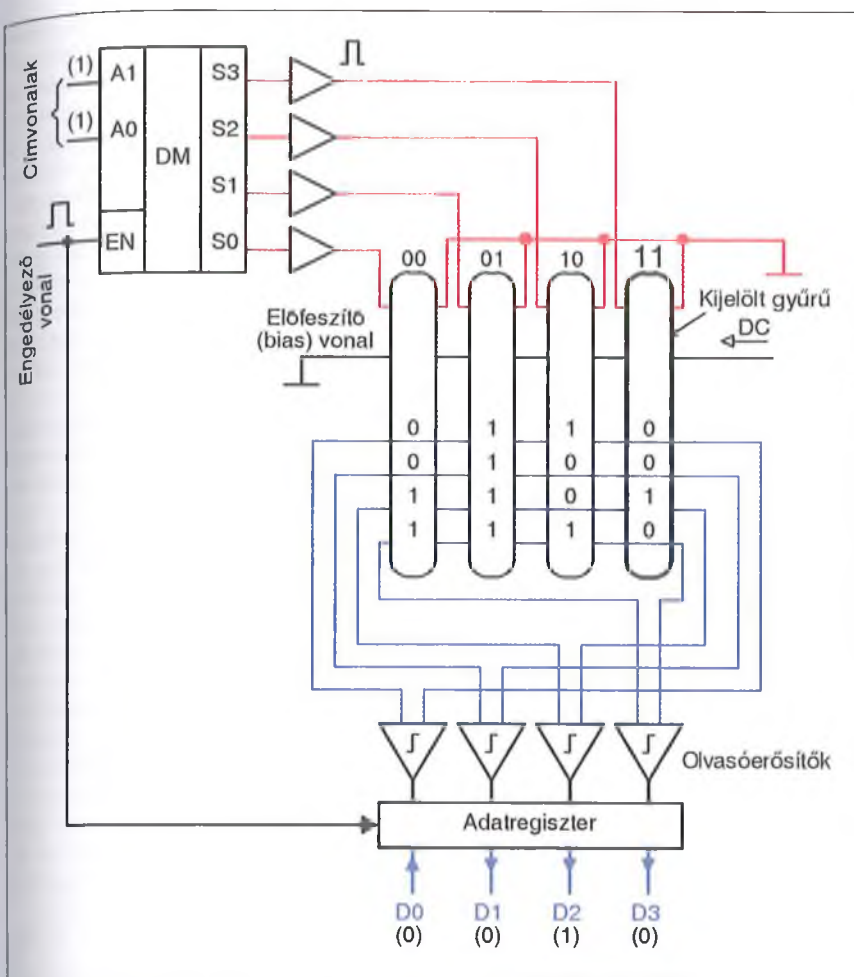 Címvonalak
(1)
A1
(1)
A0
EN
DM
S3
S2
S1
S0
Engedélyező
vonal
00
01
10
11
Kijelölt gyűrű
DC
Előfeszítő
(bias) vonal
0 1 1 0
0 1 0 0
1 1 0 1
1 1 1 0
Olvasóerősítők
Adatregiszter
D0 D1 D2 D3
(0) (0) (1) (0)